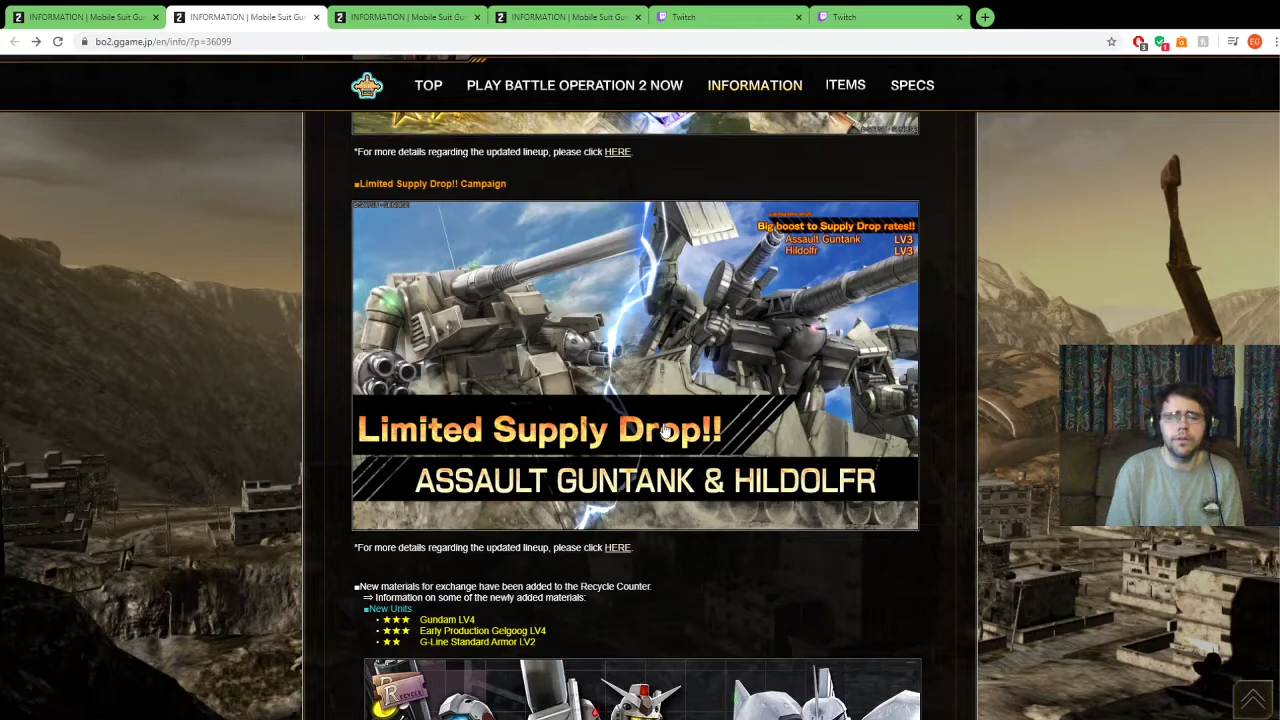 INFORMATION | Mobile Suit Gu
INFORMATION | Mobile Suit Gu
INFORMATION | Mobile Suit Gu
INFORMATION | Mobile Suit Gu
Twitch
Twitch
bo2.ggame.jp/en/info/?p=36099
TOP PLAY BATTLE OPERATION 2 NOW INFORMATION ITEMS SPECS
*For more details regarding the updated lineup, please click HERE.
■Limited Supply Drop!! Campaign
Big boost to Supply Drop rates!!
Assault Guntank LV3
Hildolfr LV3
Limited Supply Drop!!
ASSAULT GUNTANK & HILDOLFR
*For more details regarding the updated lineup, please click HERE.
■New materials for exchange have been added to the Recycle Counter.
⇒ Information on some of the newly added materials:
■New Units
• ★★★ Gundam LV4
• ★★★ Early Production Gelgoog LV4
• ★★ G-Line Standard Armor LV2
RECYCLE